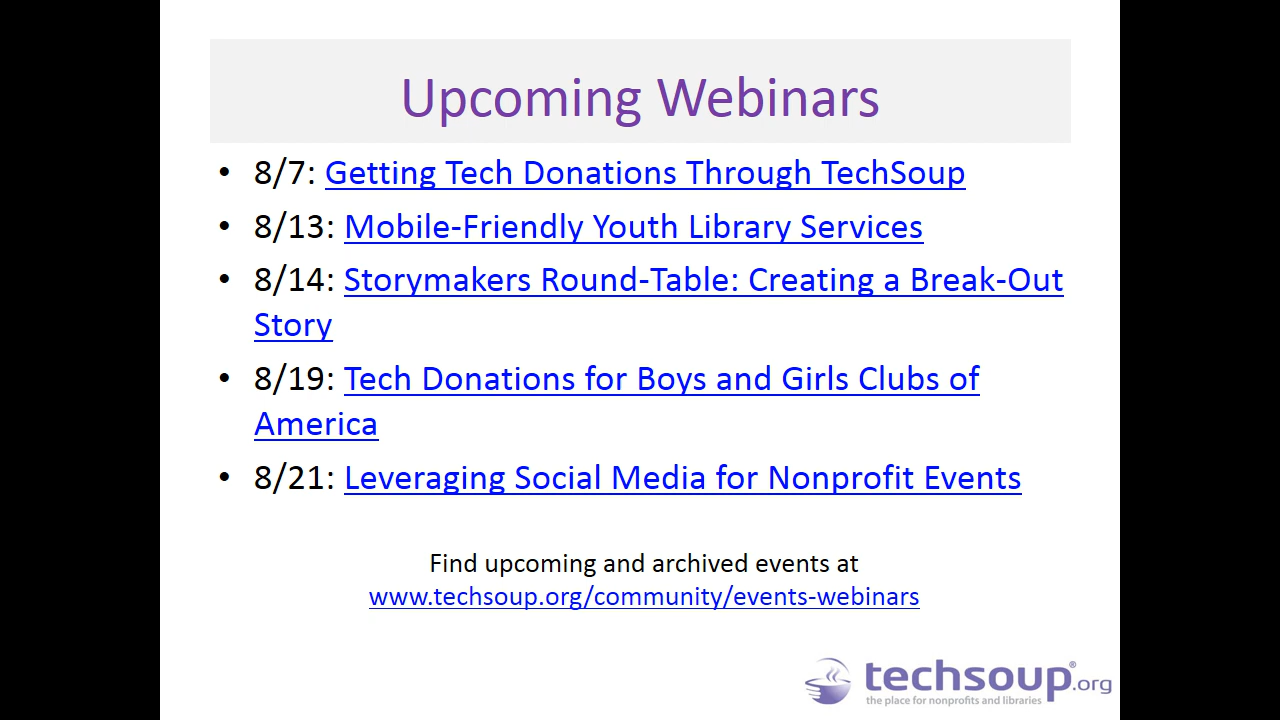 Upcoming Webinars
• 8/7: Getting Tech Donations Through TechSoup
• 8/13: Mobile-Friendly Youth Library Services
• 8/14: Storymakers Round-Table: Creating a Break-Out
Story
• 8/19: Tech Donations for Boys and Girls Clubs of
America
• 8/21: Leveraging Social Media for Nonprofit Events
Find upcoming and archived events at
www.techsoup.org/community/events-webinars
techsoup®.org
the place for nonprofits and libraries